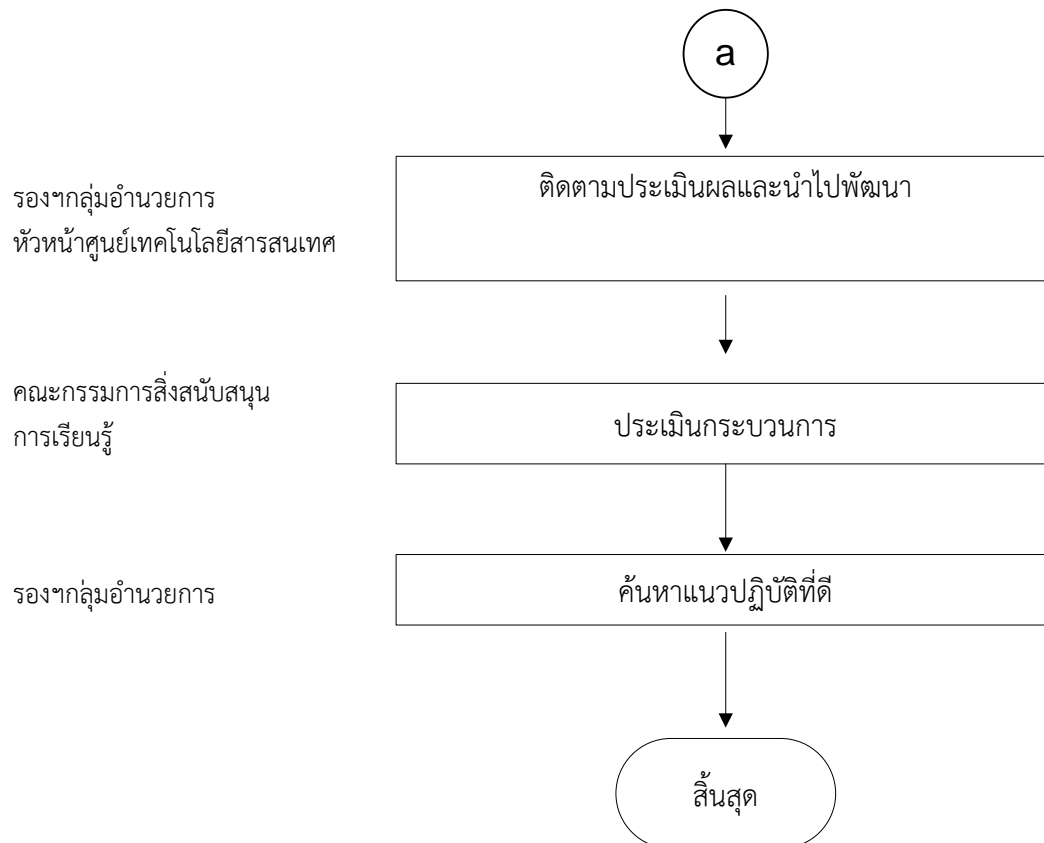 a
รองฯกลุ่มอำนวยการ
หัวหน้าศูนย์เทคโนโลยีสารสนเทศ
ติดตามประเมินผลและนำไปพัฒนา
คณะกรรมการสิ่งสนับสนุน
การเรียนรู้
ประเมินกระบวนการ
รองฯกลุ่มอำนวยการ
ค้นหาแนวปฏิบัติที่ดี
สิ้นสุด